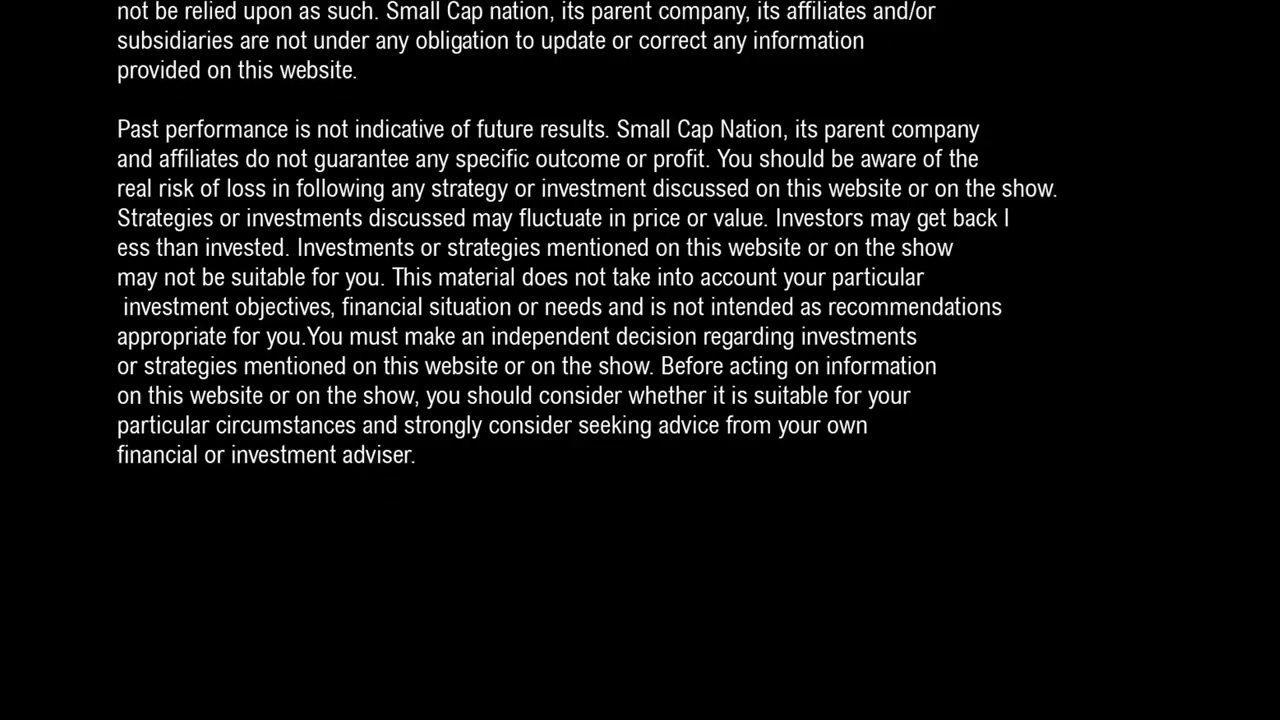 not be relied upon as such. Small Cap nation, its parent company, its affiliates and/or
subsidiaries are not under any obligation to update or correct any information
provided on this website.
Past performance is not indicative of future results. Small Cap Nation, its parent company
and affiliates do not guarantee any specific outcome or profit. You should be aware of the
real risk of loss in following any strategy or investment discussed on this website or on the show.
Strategies or investments discussed may fluctuate in price or value. Investors may get back l
ess than invested. Investments or strategies mentioned on this website or on the show
may not be suitable for you. This material does not take into account your particular
investment objectives, financial situation or needs and is not intended as recommendations
appropriate for you.You must make an independent decision regarding investments
or strategies mentioned on this website or on the show. Before acting on information
on this website or on the show, you should consider whether it is suitable for your
particular circumstances and strongly consider seeking advice from your own
financial or investment adviser.